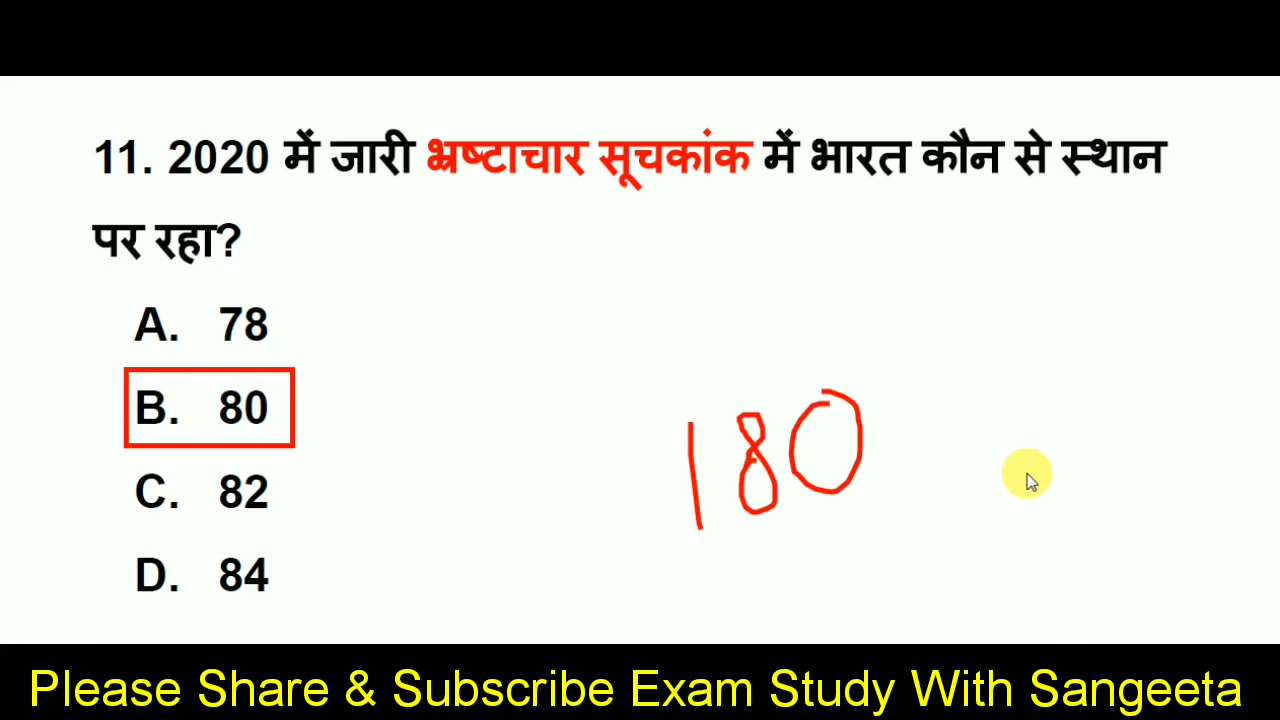 11. 2020 में जारी भ्रष्टाचार सूचकांक में भारत कौन से स्थान
पर रहा?
A. 78
B. 80
C. 82
D. 84
180
Please Share & Subscribe Exam Study With Sangeeta